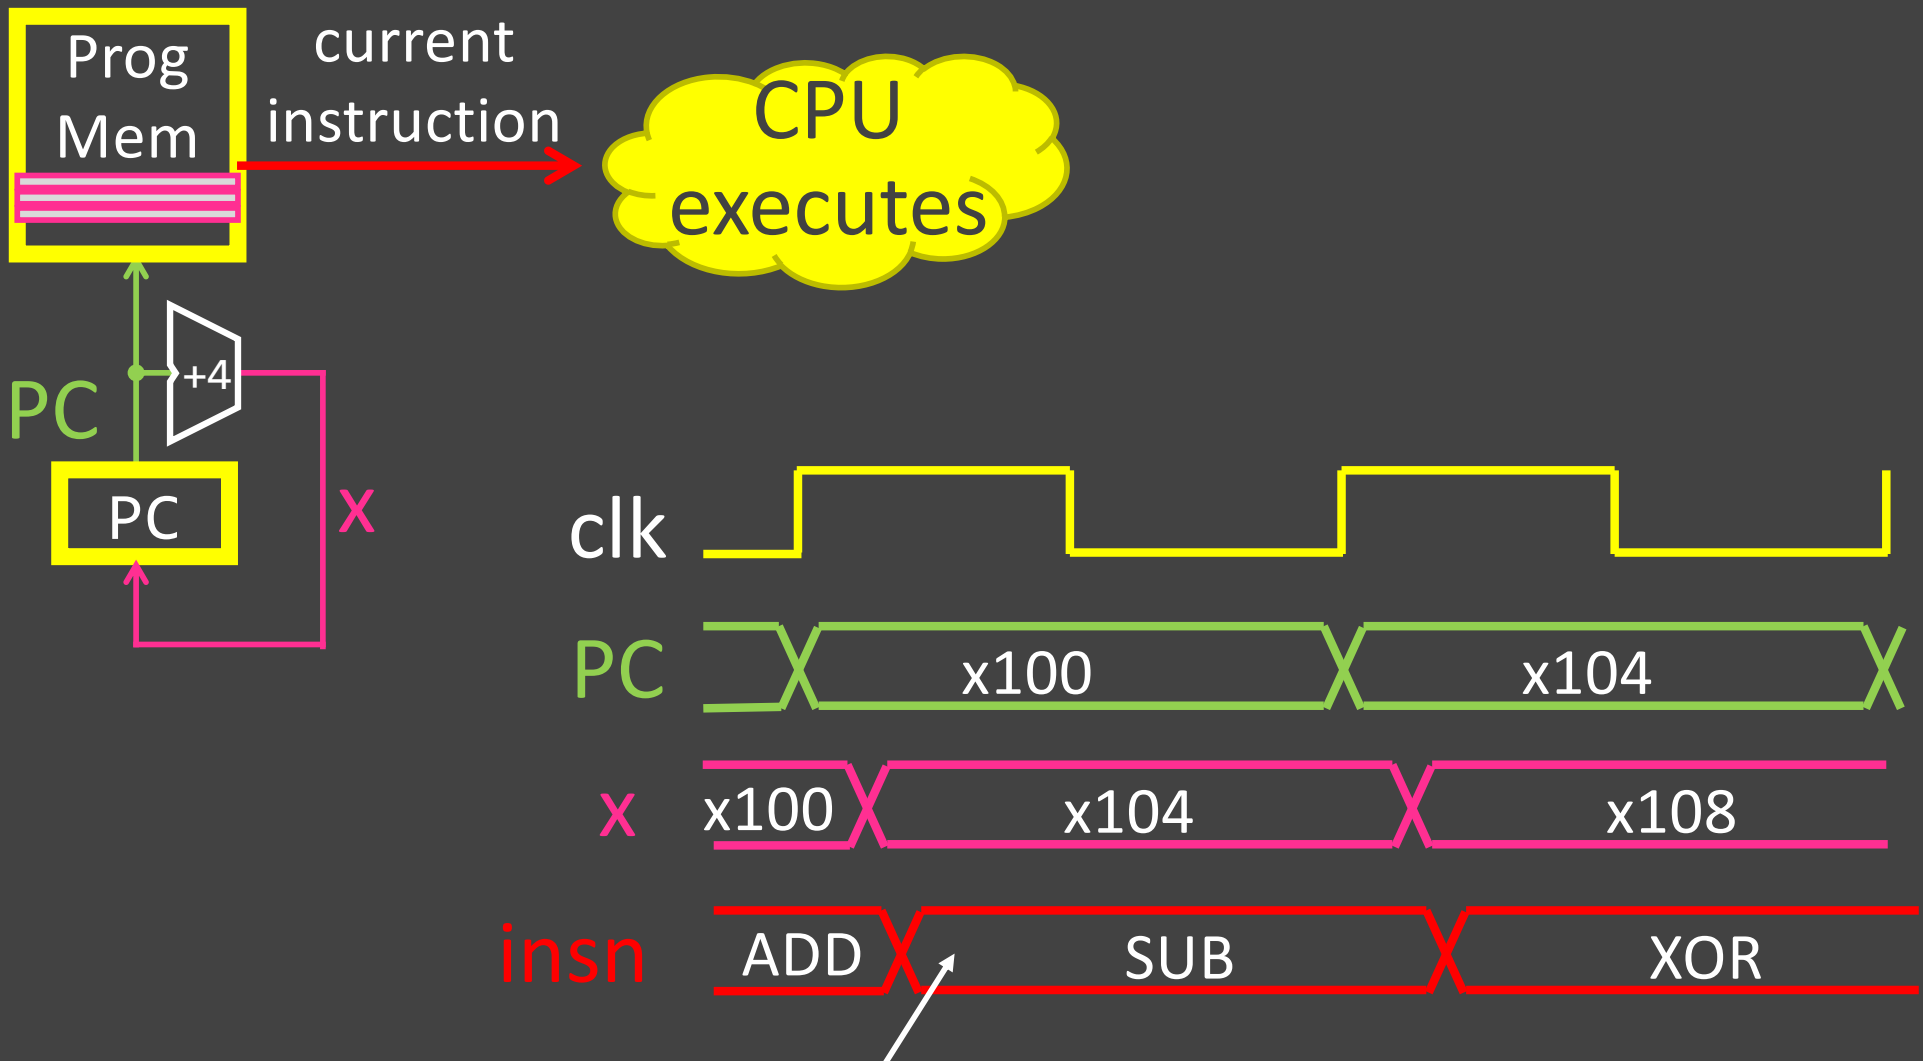 Prog
Mem
current
instruction
CPU
executes
+4
PC
PC
x
clk
PC
x100
x104
x
x100
x104
x108
insn
ADD
SUB
XOR